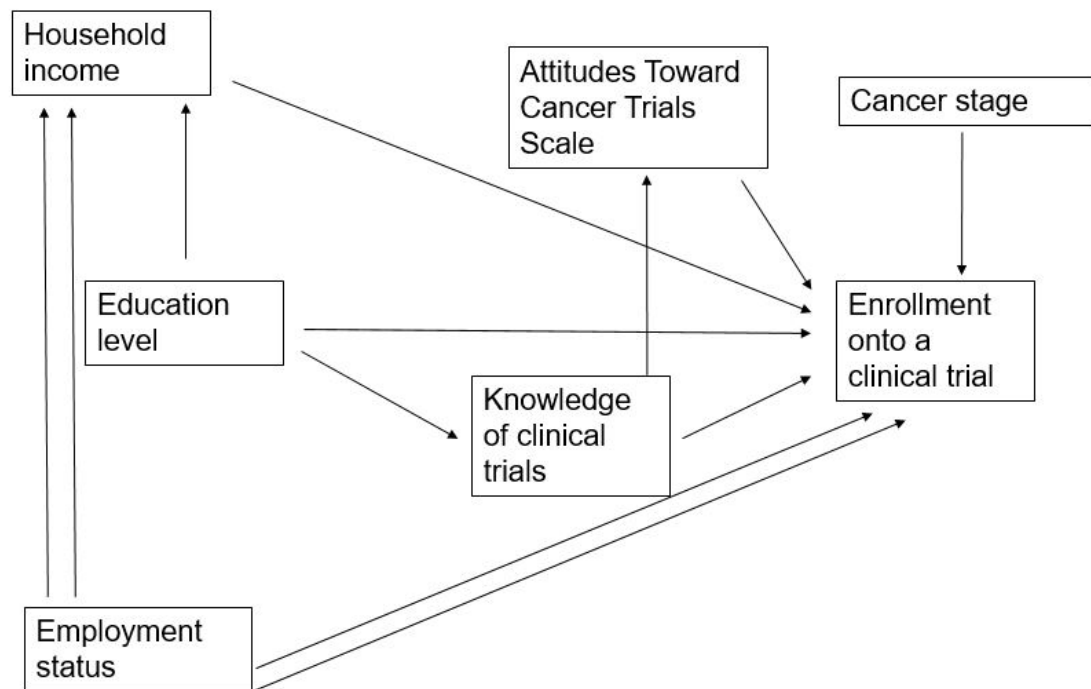 Household
income
Attitudes Toward
Cancer Trials
Scale
Cancer stage
Education
level
Enrollment
onto a
clinical trial
Knowledge
of clinical
trials
Employment
status